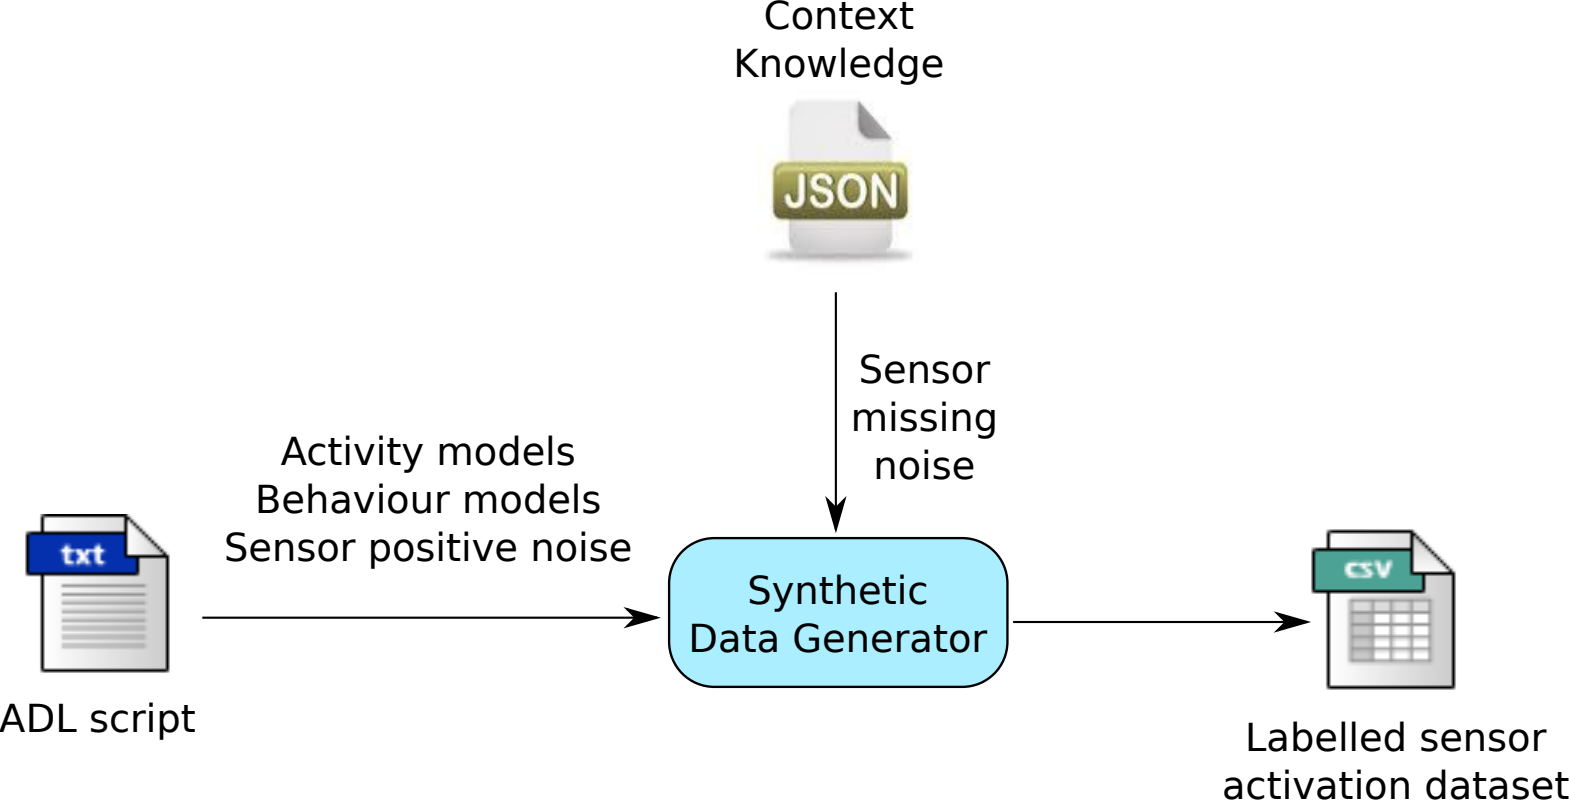 Context
Knowledge
JSON
Sensor
missing
noise
Activity models
Behaviour models
Sensor positive noise
txt
ADL script
Synthetic
Data Generator
csv
Labelled sensor
activation dataset